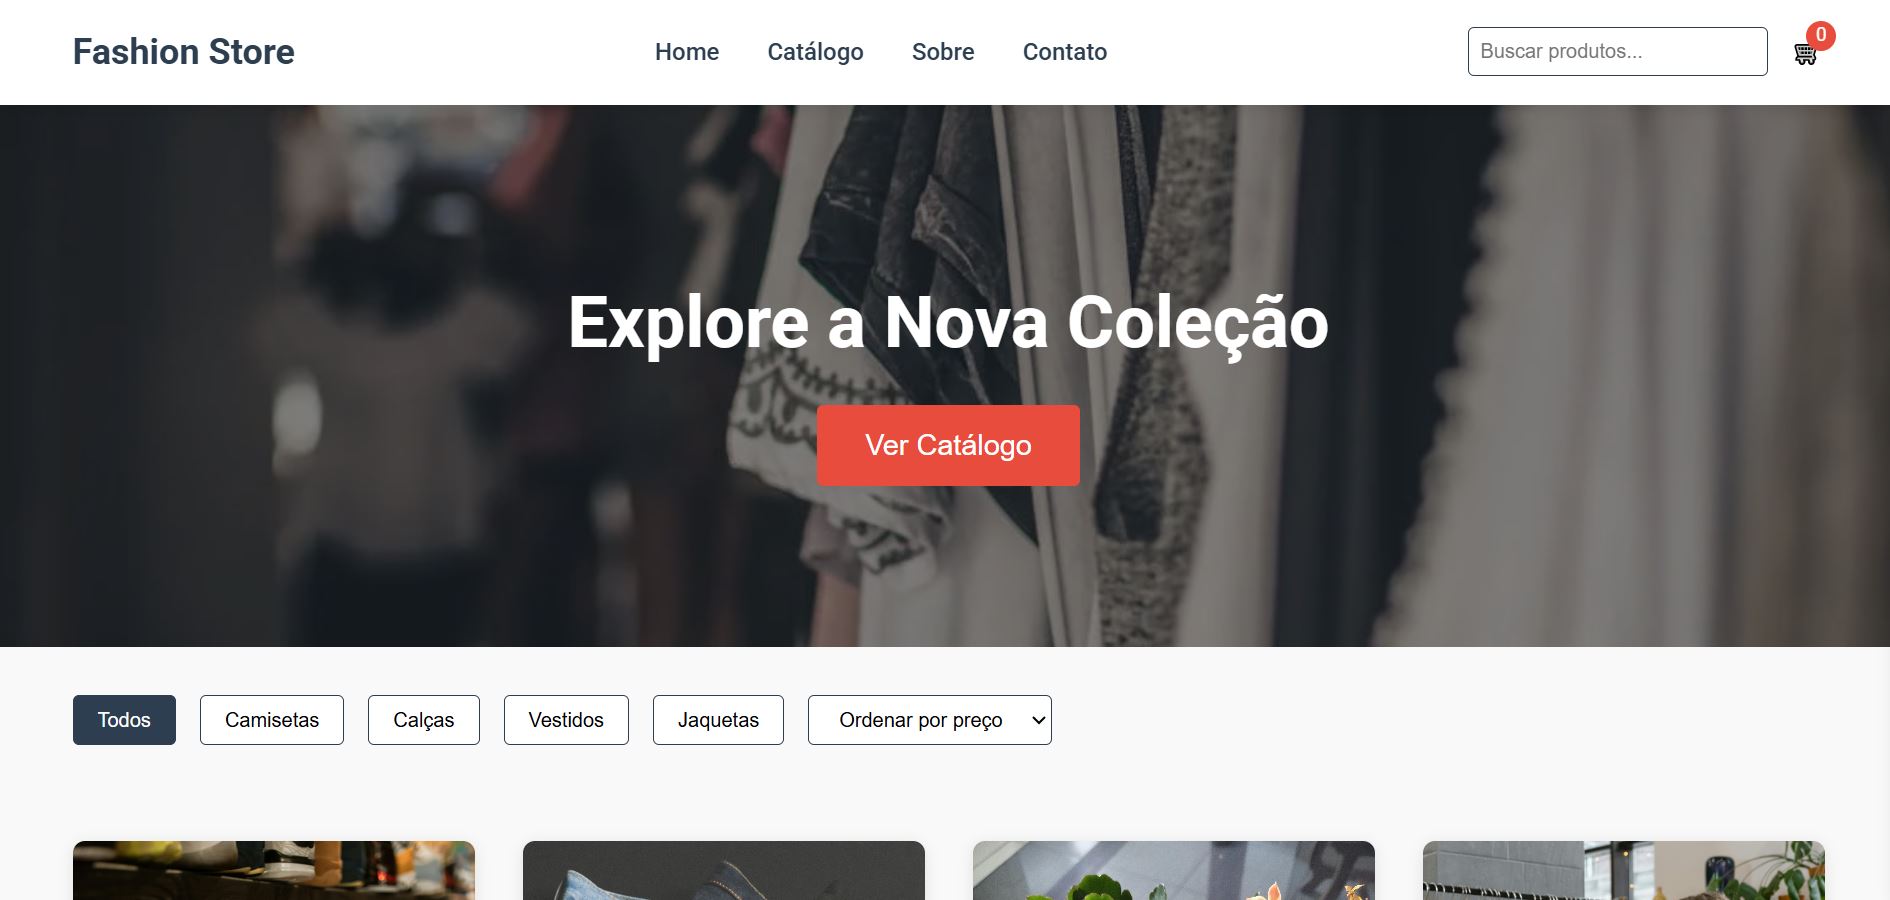 Fashion Store
Home
Catálogo
Sobre
Contato
Buscar produtos...
0
Explore a Nova Coleção
Ver Catálogo
Todos
Camisetas
Calças
Vestidos
Jaquetas
Ordenar por preço